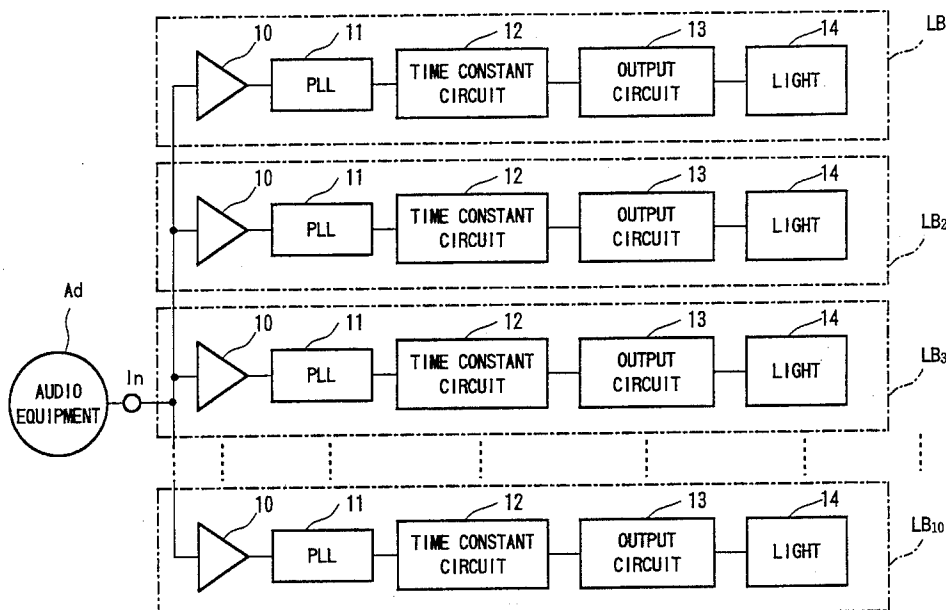 10 11 12 13 14 LB
PLL TIME CONSTANT CIRCUIT OUTPUT CIRCUIT LIGHT
10 11 12 13 14
PLL TIME CONSTANT CIRCUIT OUTPUT CIRCUIT LIGHT LB2
Ad
10 11 12 13 14
AUDIO EQUIPMENT In PLL TIME CONSTANT CIRCUIT OUTPUT CIRCUIT LIGHT LB3
10 11 12 13 14
PLL TIME CONSTANT CIRCUIT OUTPUT CIRCUIT LIGHT LB10